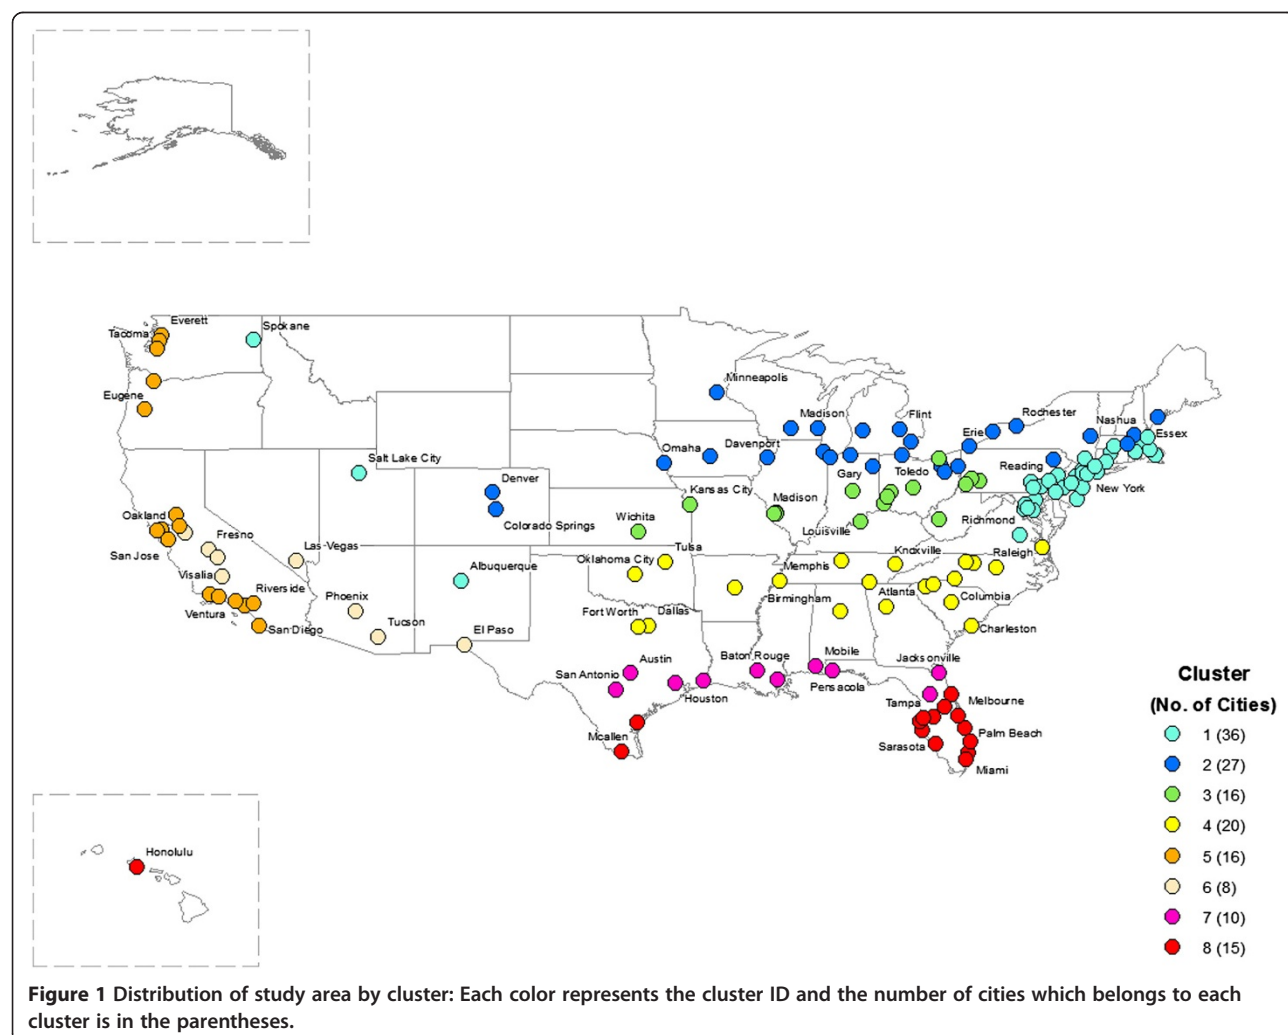 Everett
Tacoma
Spokane
Eugene
Minneapolis
Madison
Flint
Rochester
Nashua
Erie
Essex
Omaha
Davenport
Salt Lake City
Gary
Toledo
Reading
Denver
Kansas City
New York
Madison
Oakland
Colorado Springs
Wichita
Louisville
Richmond
Fresno
San Jose
Las Vegas
Tulsa
Oklahoma City
Knoxville
Raleigh
Albuquerque
Memphis
Visalia
Riverside
Phoenix
Birmingham
Atlanta
Columbia
Ventura
Fort Worth
Dallas
Tucson
San Diego
El Paso
Charleston
Baton Rouge
Mobile
Austin
Jacksonville
San Antonio
Pensacola
Houston
Tampa
Melbourne
Mcallen
Palm Beach
Sarasota
Miami
Honolulu
Cluster
(No. of Cities)
1 (36)
2 (27)
3 (16)
4 (20)
5 (16)
6 (8)
7 (10)
8 (15)
Figure 1 Distribution of study area by cluster: Each color represents the cluster ID and the number of cities which belongs to each
cluster is in the parentheses.